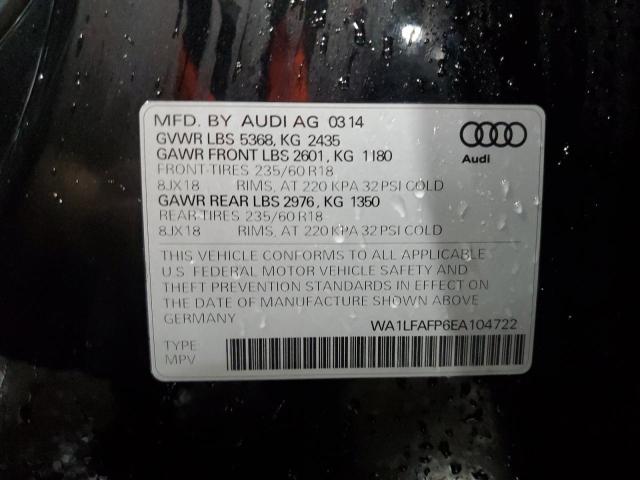 MFD. BY AUDI AG 03 14
GVWR LBS 5368, KG 2435
GAWR FRONT LBS 2601, KG 1180
FRONT-TIRES 235/60 R18
8JX18 RIMS, AT 220 KPA 32 PSI COLD
GAWR REAR LBS 2976, KG 1350
REAR-TIRES 235/60 R18
8JX18 RIMS, AT 220 KPA 32 PSI COLD
Audi
THIS VEHICLE CONFORMS TO ALL APPLICABLE
U.S. FEDERAL MOTOR VEHICLE SAFETY AND
THEFT PREVENTION STANDARDS IN EFFECT ON
THE DATE OF MANUFACTURE SHOWN ABOVE
GERMANY
WA1LFAFP6EA104722
TYPE
MPV